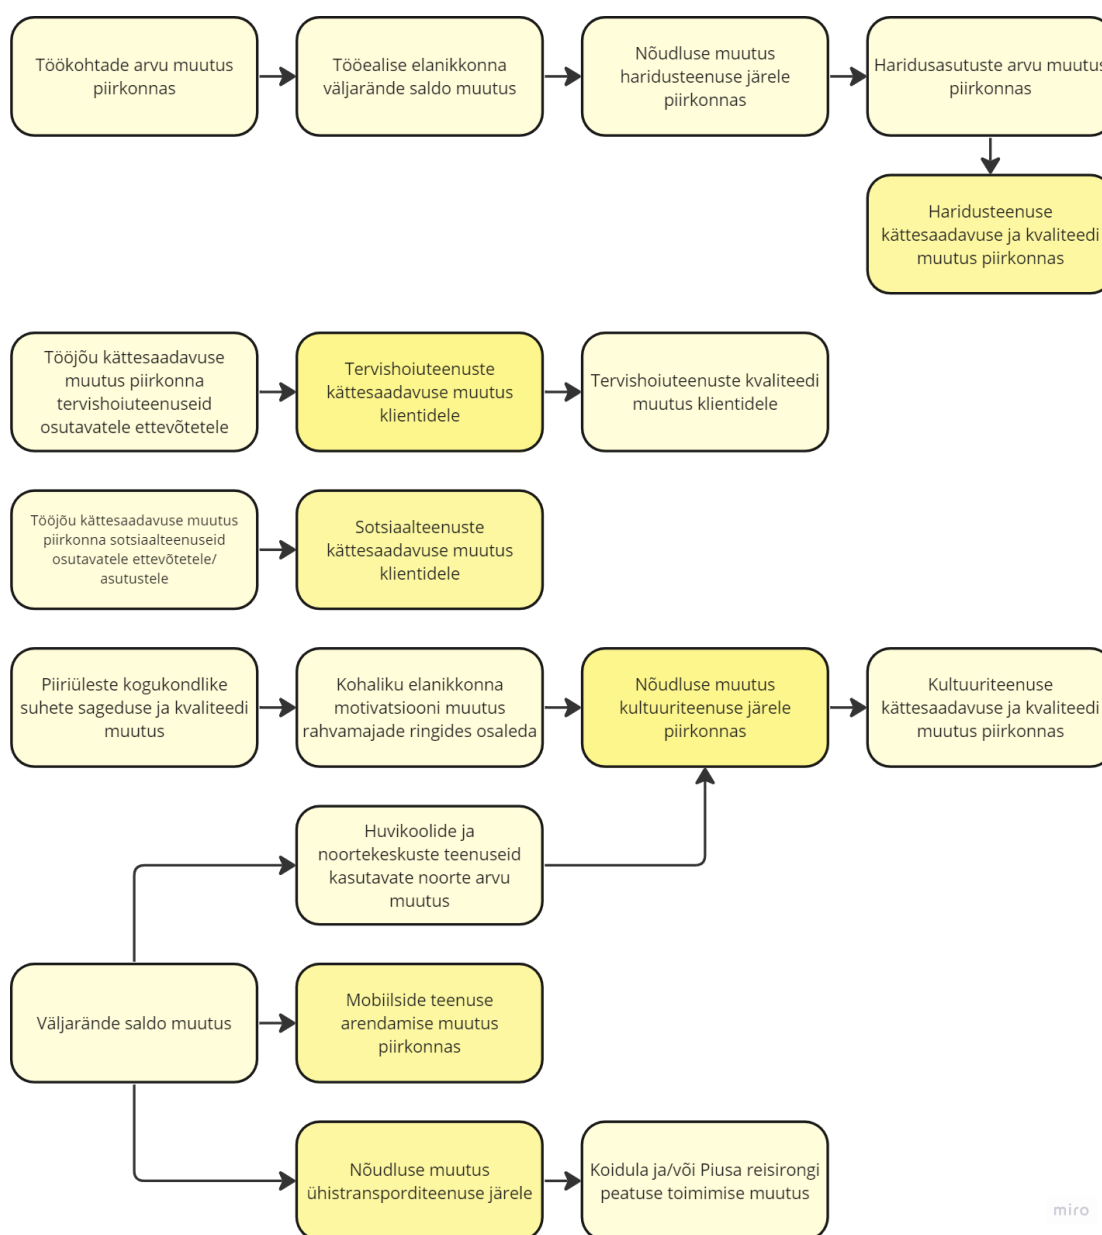 Töökohtade arvu muutus
piirkonnas
Tööealise elanikkonna
väljarände saldo muutus
Nõudluse muutus
haridusteenuse järele
piirkonnas
Haridusasutuste arvu muutus
piirkonnas
Haridusteenuse
kättesaadavuse ja kvaliteedi
muutus piirkonnas
Tööjõu kättesaadavuse
muutus piirkonna
tervishoiuteenuseid
osutavatele ettevõtetele
Tervishoiuteenuste
kättesaadavuse muutus
klientidele
Tervishoiuteenuste kvaliteedi
muutus klientidele
Tööjõu kättesaadavuse muutus
piirkonna sotsiaalteenuseid
osutavatele ettevõtetele/
asutustele
Sotsiaalteenuste
kättesaadavuse muutus
klientidele
Piiriüleste kogukondlike
suhete sageduse ja kvaliteedi
muutus
Kohaliku elanikkonna
motivatsiooni muutus
rahvamajade ringides osaleda
Nõudluse muutus
kultuuriteenuse järele
piirkonnas
Kultuuriteenuse
kättesaadavuse ja kvaliteedi
muutus piirkonnas
Huvikoolide ja
noortekeskuste teenuseid
kasutavate noorte arvu
muutus
Väljarände saldo muutus
Mobiilside teenuse
arendamise muutus
piirkonnas
Nõudluse muutus
ühistransporditeenuse järele
Koidula ja/või Piusa reisirongi
peatuse toimimise muutus
miro